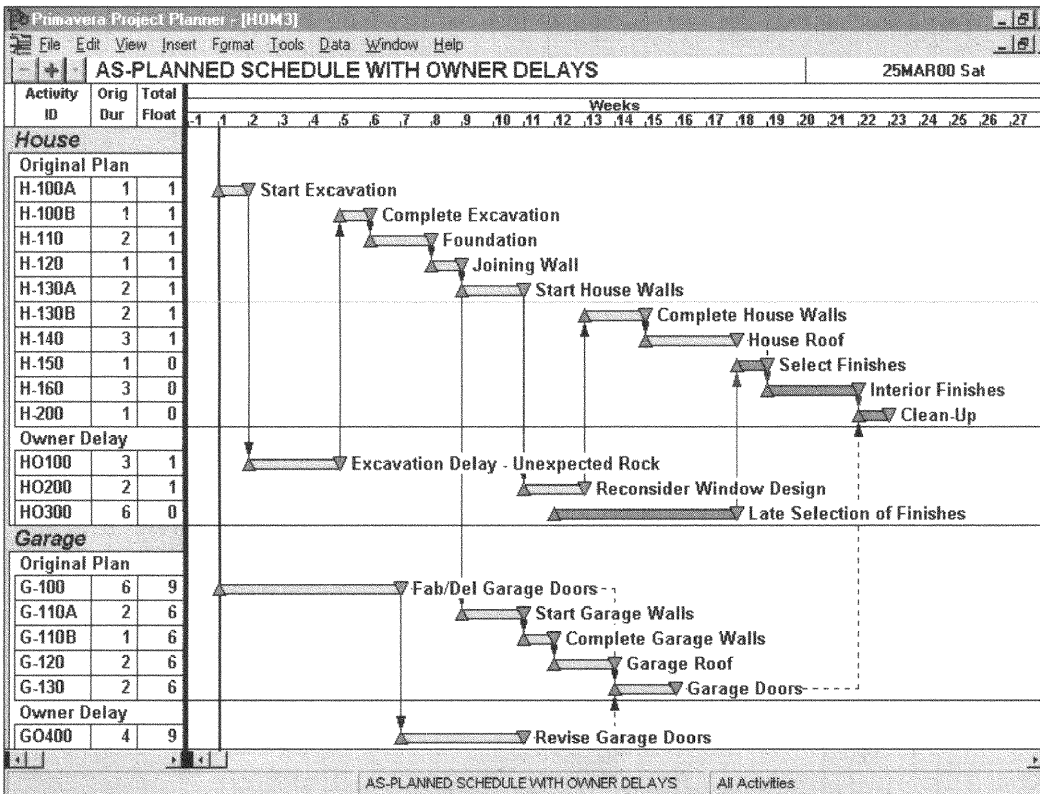 Primavera Project Planner - [HOM3]
File Edit View Insert Format Tools Data Window Help
AS-PLANNED SCHEDULE WITH OWNER DELAYS 25MAR00 Sat
Activity ID Orig Dur Total Float
Weeks
-1 1 2 3 4 5 6 7 8 9 10 11 12 13 14 15 16 17 18 19 20 21 22 23 24 25 26 27
House
Original Plan
H-100A 1 1 Start Excavation
H-100B 1 1 Complete Excavation
H-110 2 1 Foundation
H-120 1 1 Joining Wall
H-130A 2 1 Start House Walls
H-130B 2 1 Complete House Walls
H-140 3 1 House Roof
H-150 1 0 Select Finishes
H-160 3 0 Interior Finishes
H-200 1 0 Clean-Up
Owner Delay
HO100 3 1 Excavation Delay - Unexpected Rock
HO200 2 1 Reconsider Window Design
HO300 6 0 Late Selection of Finishes
Garage
Original Plan
G-100 6 9 Fab/Del Garage Doors
G-110A 2 6 Start Garage Walls
G-110B 1 6 Complete Garage Walls
G-120 2 6 Garage Roof
G-130 2 6 Garage Doors
Owner Delay
GO400 4 9 Revise Garage Doors
AS-PLANNED SCHEDULE WITH OWNER DELAYS All Activities